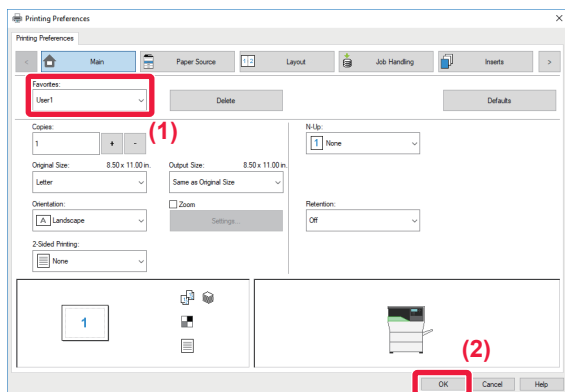 Printing Preferences
Printing Preferences
Main Paper Source 1 2 Layout Job Handling Inserts
Favorites:
User1 Delete Defaults
(1)
Copies: N-Up:
1 + - 1 None
Original Size: 8.50 x 11.00 in. Output Size: 8.50 x 11.00 in.
Letter Same as Original Size
Orientation: Zoom Retention:
A Landscape Settings... Off
2-Sided Printing:
None
1
(2)
OK Cancel Help